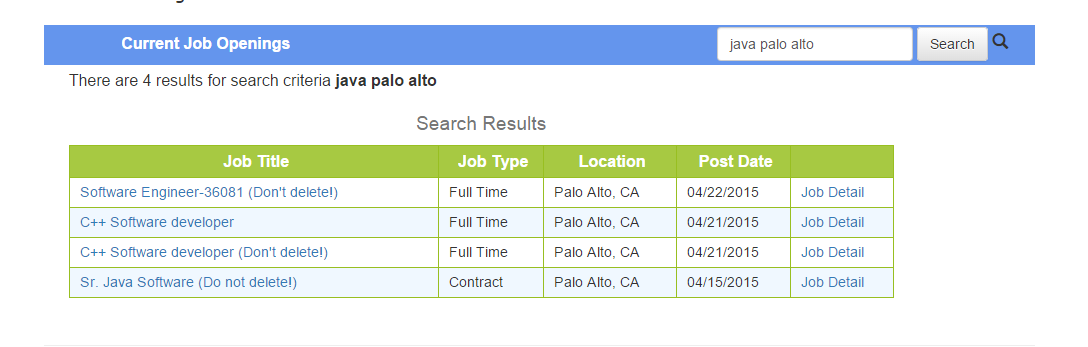 Current Job Openings java palo alto Search
There are 4 results for search criteria java palo alto
Search Results
Job Title Job Type Location Post Date
Software Engineer-36081 (Don't delete!) Full Time Palo Alto, CA 04/22/2015 Job Detail
C++ Software developer Full Time Palo Alto, CA 04/21/2015 Job Detail
C++ Software developer (Don't delete!) Full Time Palo Alto, CA 04/21/2015 Job Detail
Sr. Java Software (Do not delete!) Contract Palo Alto, CA 04/15/2015 Job Detail